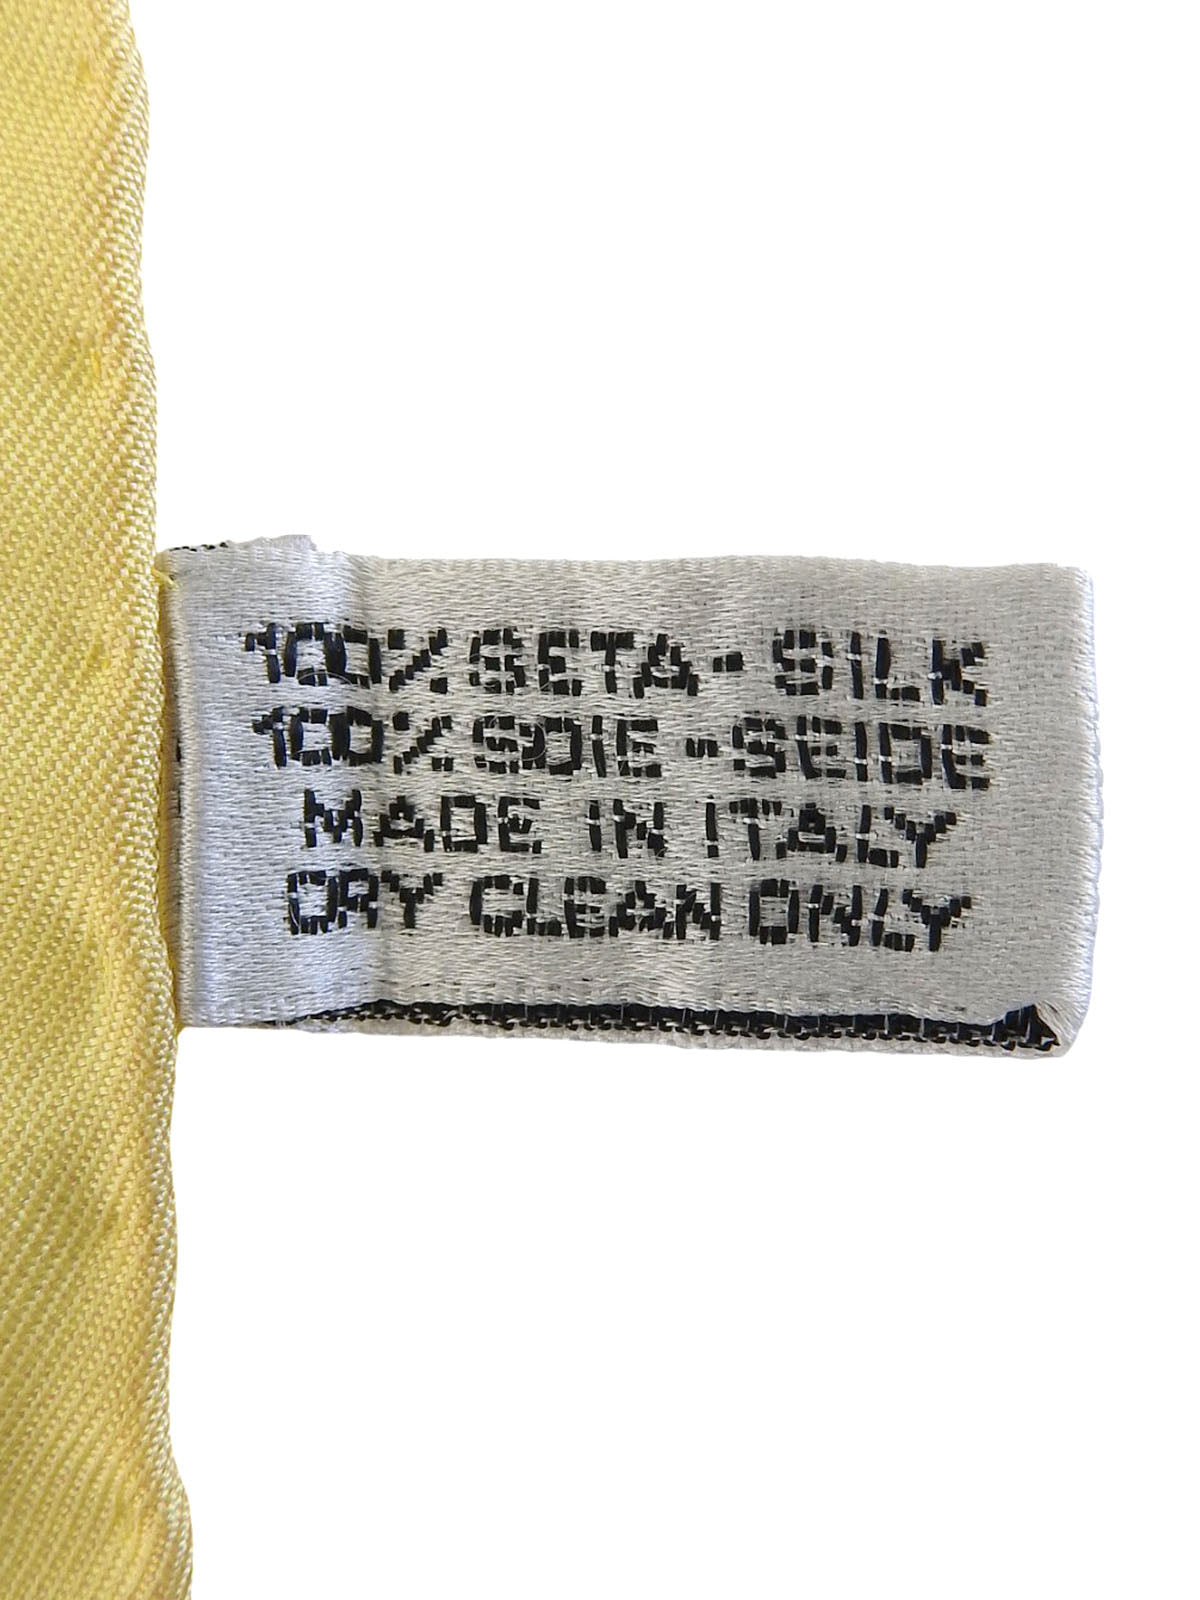 100% SETA - SILK
100% SOIE - SEIDE
MADE IN ITALY
DRY CLEAN ONLY